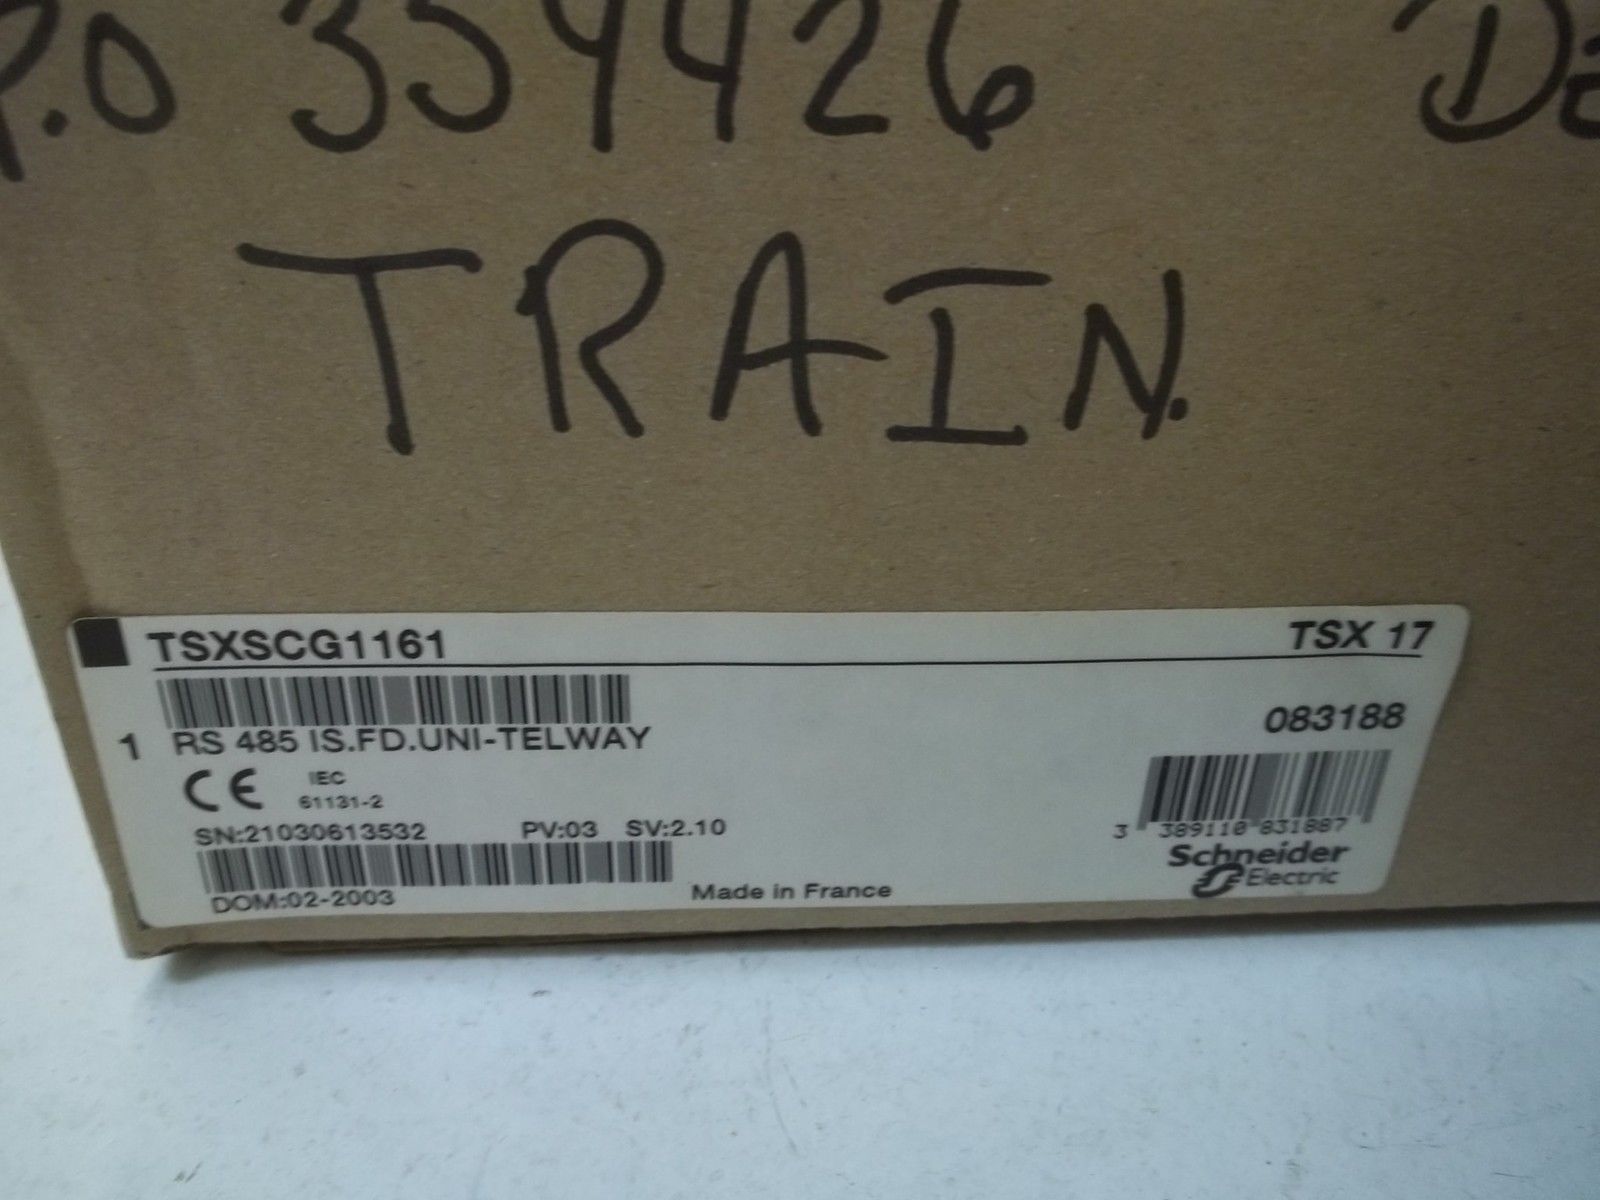 P.O 354426
TRAIN.
TSXSCG1161 TSX 17
083188
1 RS 485 IS.FD.UNI-TELWAY
CE IEC
61131-2
SN:21030613532 PV:03 SV:2.10
3 389110 831887
Schneider
Electric
DOM:02-2003 Made in France